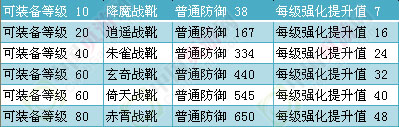 可装备等级 10 降魔战靴 普通防御 38 每级强化提升值 7
可装备等级 20 逍遥战靴 普通防御 167 每级强化提升值 16
可装备等级 40 朱雀战靴 普通防御 334 每级强化提升值 24
可装备等级 60 玄奇战靴 普通防御 440 每级强化提升值 32
可装备等级 60 倚天战靴 普通防御 545 每级强化提升值 40
可装备等级 80 赤霄战靴 普通防御 650 每级强化提升值 48